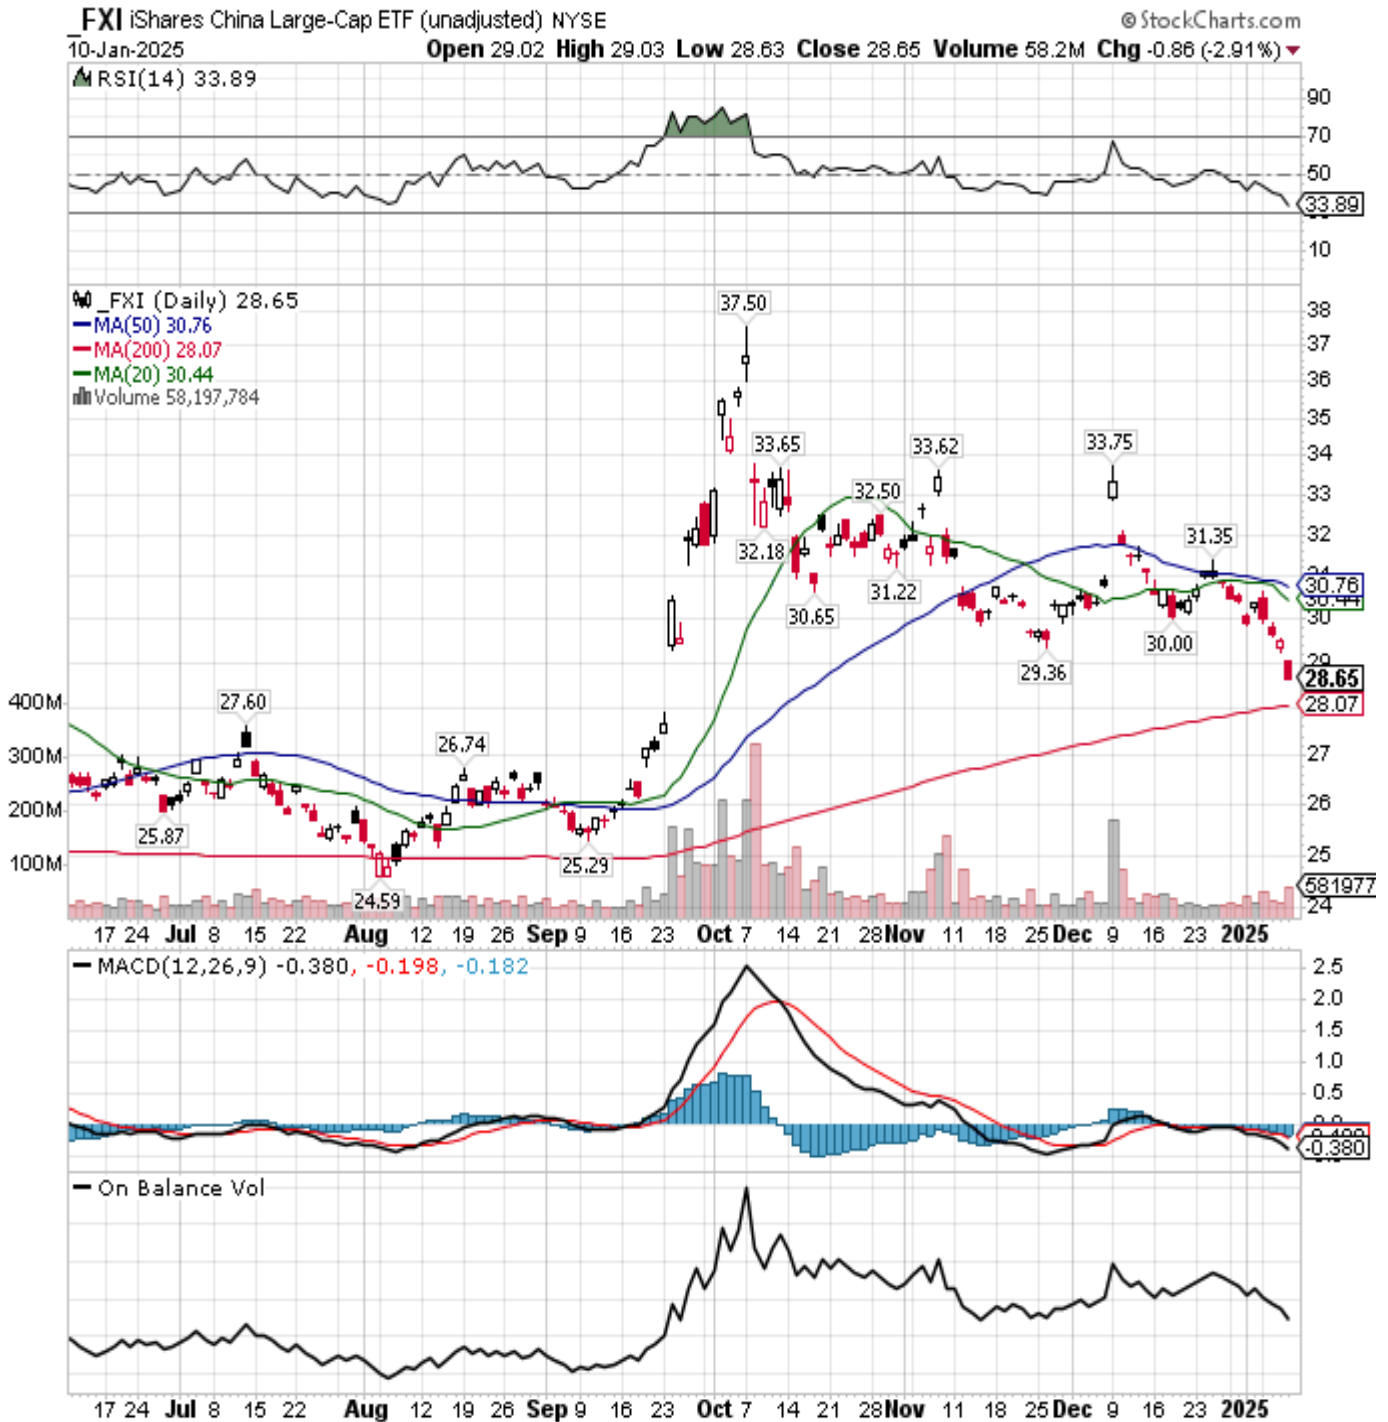 _FXI iShares China Large-Cap ETF (unadjusted) NYSE © StockCharts.com
10-Jan-2025 Open 29.02 High 29.03 Low 28.63 Close 28.65 Volume 58.2M Chg -0.86 (-2.91%)
RSI(14) 33.89
90
70
50
33.89
10
_FXI (Daily) 28.65
MA(50) 30.76
MA(200) 28.07
MA(20) 30.44
Volume 58,197,784
37.50
38
37
36
35
33.65
33.62
33.75
34
32.50
33
32.18
31.35
32
31.22
30.76
30.44
30.65
30.00
30
29.36
29
28.65
28.07
400M
27.60
300M
26.74
27
200M
26
25.87
25.29
100M
25
24.59
581977
24
17 24 Jul 8 15 22 Aug 12 19 26 Sep 9 16 23 Oct 7 14 21 28 Nov 11 18 25 Dec 9 16 23 2025
MACD(12,26,9) -0.380, -0.198, -0.182
2.5
2.0
1.5
1.0
0.5
-0.380
On Balance Vol
17 24 Jul 8 15 22 Aug 12 19 26 Sep 9 16 23 Oct 7 14 21 28 Nov 11 18 25 Dec 9 16 23 2025